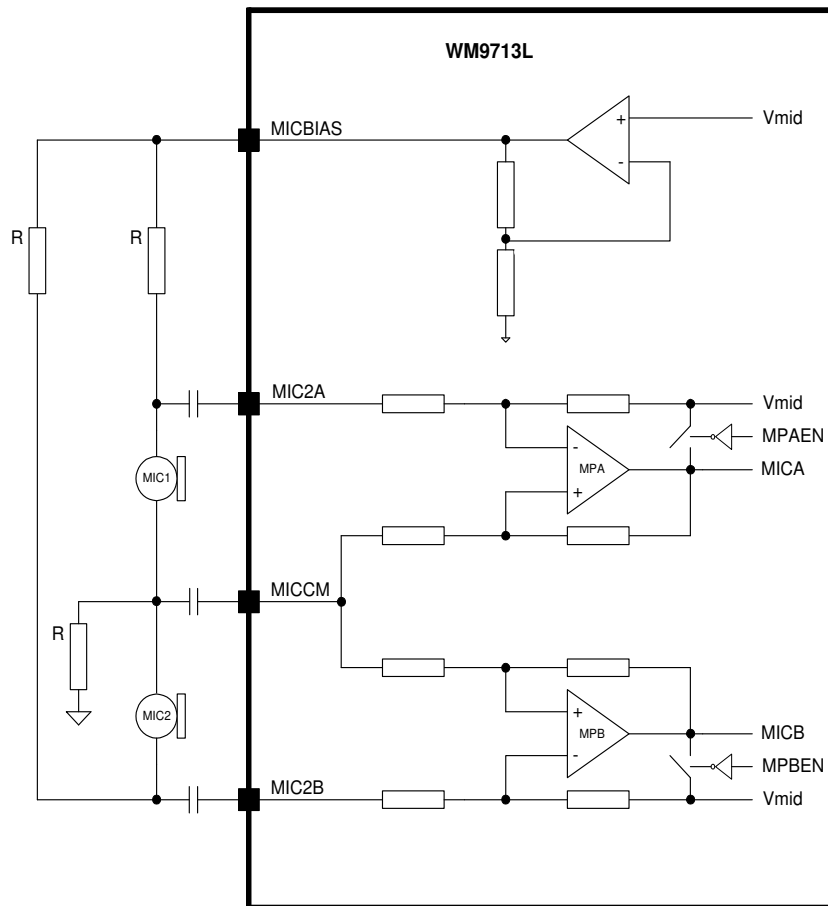 WM9713L
MICBIAS
+
-
Vmid
R
R
MIC2A
Vmid
MPAEN
-
MPA
+
MICA
MIC1
MICCM
R
MIC2
+
MPB
-
MICB
MPBEN
MIC2B
Vmid